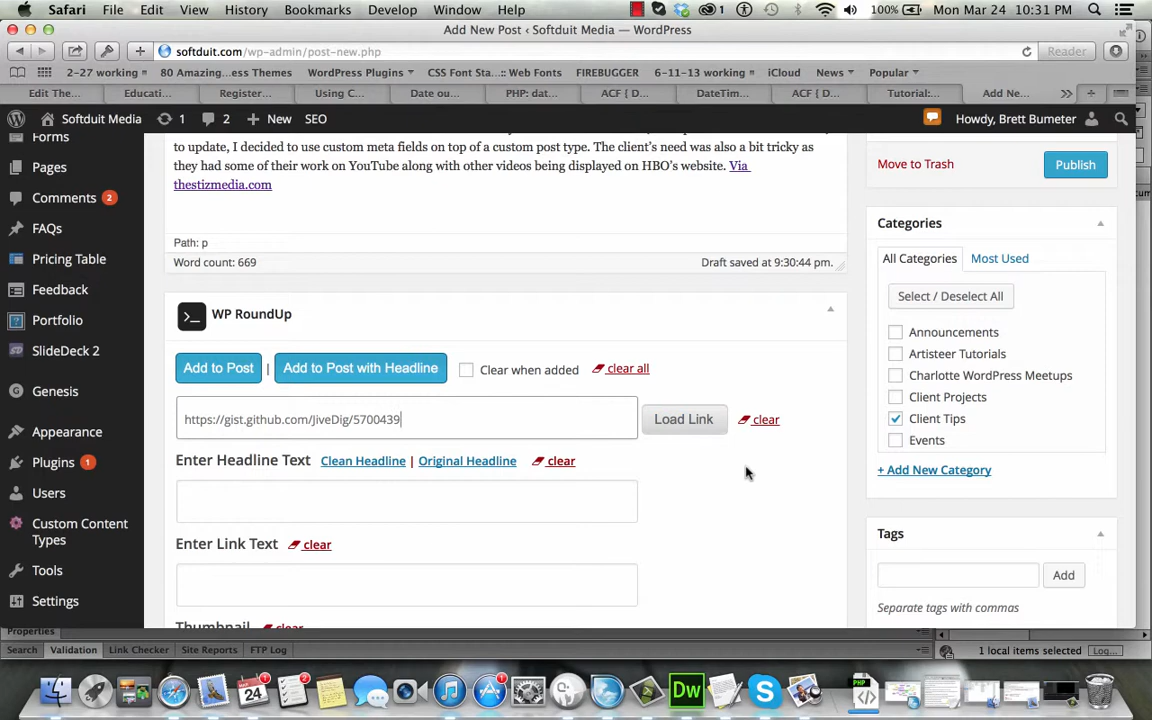 Safari File Edit View History Bookmarks Develop Window Help 1 100% Mon Mar 24 10:31 PM
Add New Post ‹ Softduit Media — WordPress
softduit.com/wp-admin/post-new.php Reader
2-27 working 80 Amazing...ess Themes WordPress Plugins CSS Font Sta...:: Web Fonts FIREBUGGER 6-11-13 working iCloud News Popular
Edit The... Educati... Register... Using C... Date ou... PHP: dat... ACF { D... DateTim... ACF { D... Tutorial:... Add Ne...
Softduit Media 1 2 + New SEO Howdy, Brett Bumeter
Forms
Pages
Comments 2
FAQs
Pricing Table
Feedback
Portfolio
SlideDeck 2
Genesis
Appearance
Plugins 1
Users
Custom Content
Types
Tools
Settings
to update, I decided to use custom meta fields on top of a custom post type. The client's need was also a bit tricky as
they had some of their work on YouTube along with other videos being displayed on HBO's website. Via
thestizmedia.com
Path: p
Word count: 669 Draft saved at 9:30:44 pm.
WP RoundUp
Add to Post | Add to Post with Headline Clear when added clear all
https://gist.github.com/JiveDig/5700439 Load Link clear
Enter Headline Text Clean Headline | Original Headline clear
Enter Link Text clear
Thumbnail clear
Move to Trash Publish
Categories
All Categories Most Used
Select / Deselect All
Announcements
Artisteer Tutorials
Charlotte WordPress Meetups
Client Projects
Client Tips
Events
+ Add New Category
Tags
Add
Separate tags with commas
Properties
Search Validation Link Checker Site Reports FTP Log 1 local items selected Log...
24 1 Dw PHP